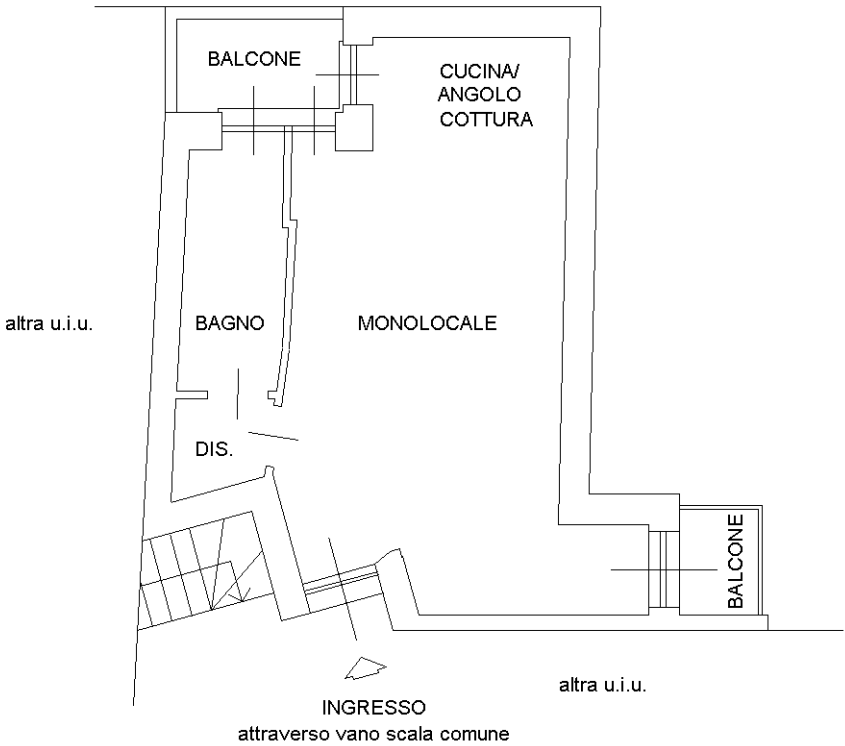 BALCONE
CUCINA/
ANGOLO
COTTURA
altra u.i.u.
BAGNO
MONOLOCALE
DIS.
BALCONE
altra u.i.u.
INGRESSO
attraverso vano scala comune